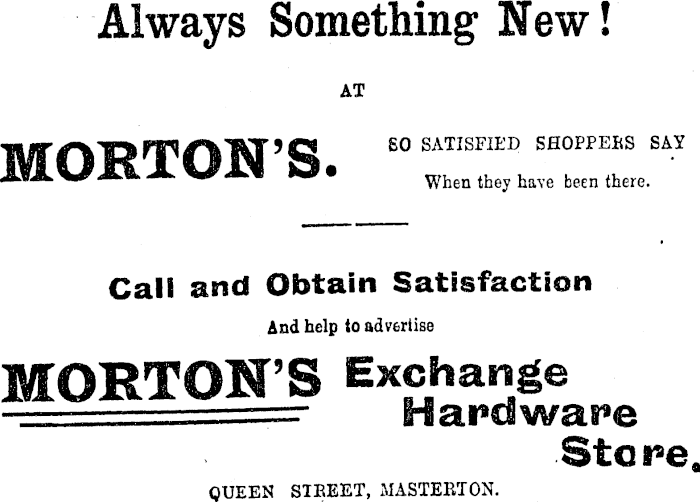 Always Something New!
AT
MORTON'S.
SO SATISFIED SHOPPERS SAY
When they have been there.
Call and Obtain Satisfaction
And help to advertise
MORTON'S Exchange
Hardware
Store.
QUEEN STREET, MASTERTON.